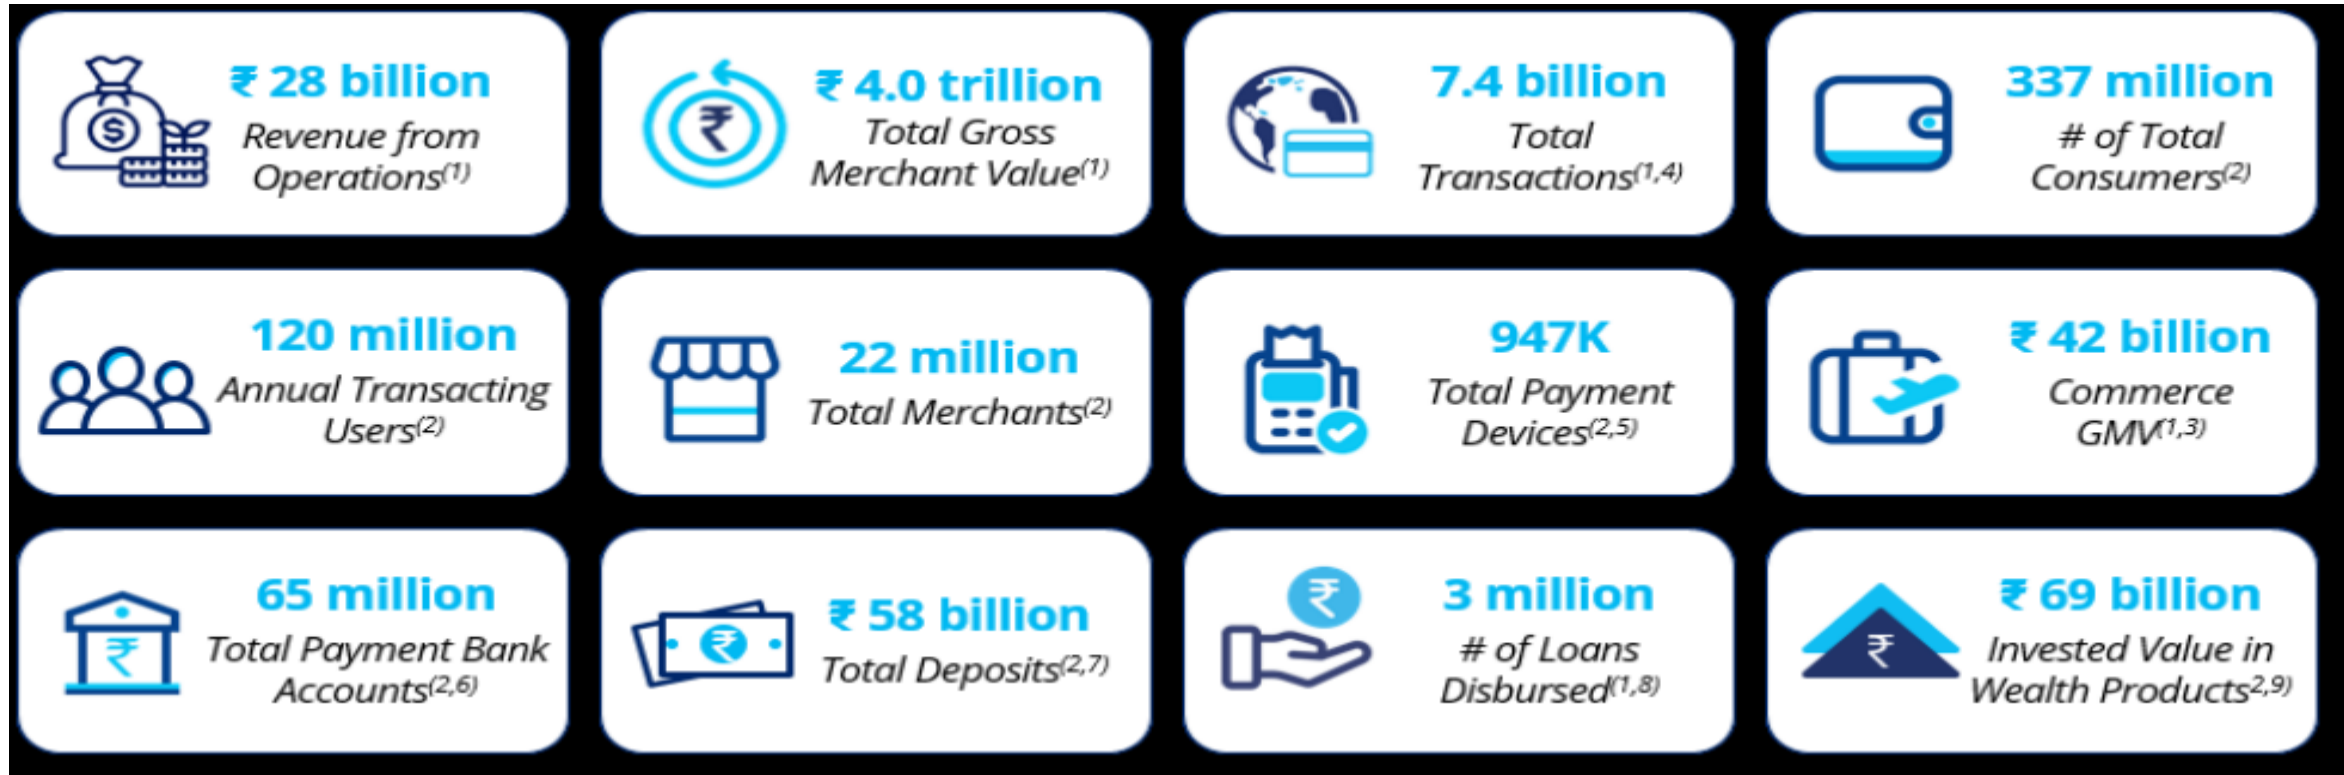 ₹ 28 billion
Revenue from
Operations(1)
₹ 4.0 trillion
Total Gross
Merchant Value(1)
7.4 billion
Total
Transactions(1,4)
337 million
# of Total
Consumers(2)
120 million
Annual Transacting
Users(2)
22 million
Total Merchants(2)
947K
Total Payment
Devices(2,5)
₹ 42 billion
Commerce
GMV(1,3)
65 million
Total Payment Bank
Accounts(2,6)
₹ 58 billion
Total Deposits(2,7)
3 million
# of Loans
Disbursed(1,8)
₹ 69 billion
Invested Value in
Wealth Products2,9)